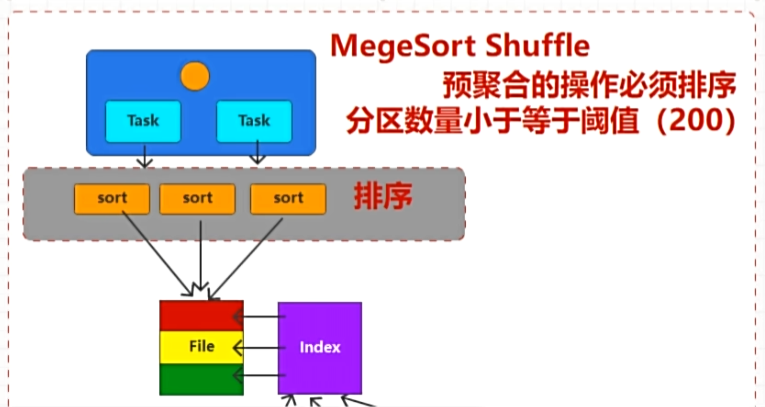 MegeSort Shuffle
预聚合的操作必须排序
分区数量小于等于阈值（200）
Task
Task
sort
sort
sort
排序
File
Index